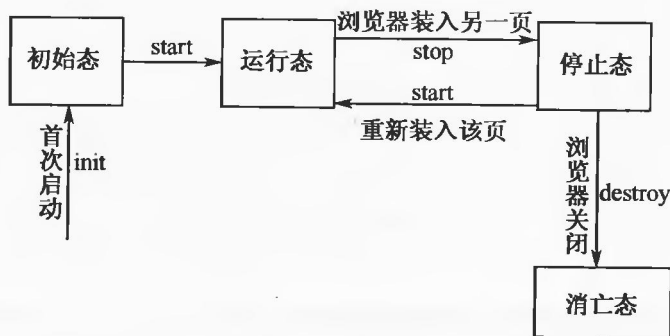 浏览器装入另一页
初始态
start
运行态
stop
停止态
start
重新装入该页
首次启动
init
浏览器关闭
destroy
消亡态